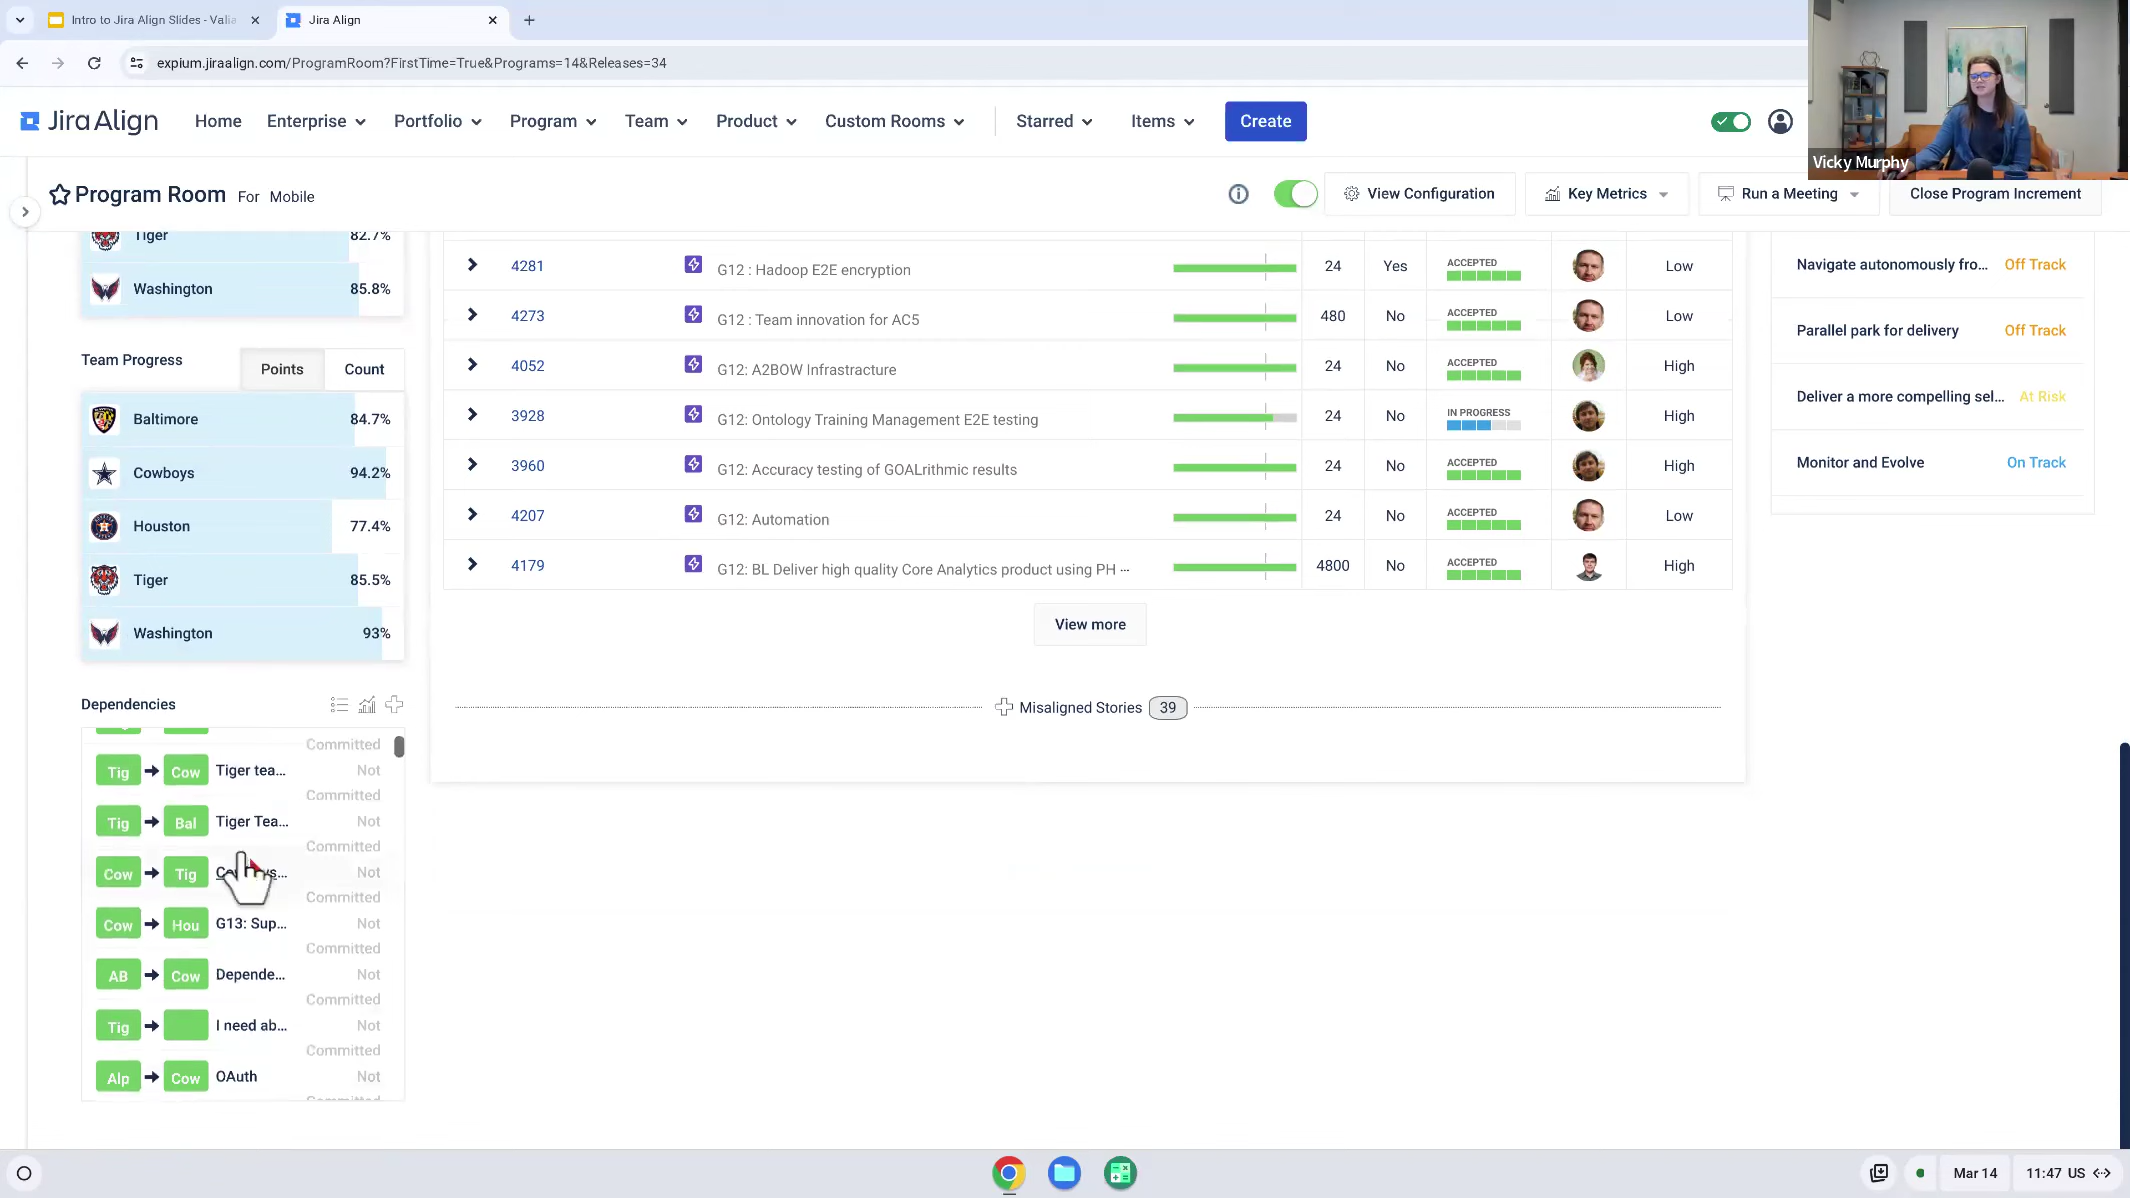 Intro to Jira Align Slides - Valia
Jira Align
expium.jiraalign.com/ProgramRoom?FirstTime=True&Programs=14&Releases=34
Jira Align
Home
Enterprise
Portfolio
Program
Team
Product
Custom Rooms
Starred
Items
Create
Vicky Murphy
Program Room For Mobile
View Configuration
Key Metrics
Run a Meeting
Close Program Increment
Tiger 82.7%
Washington 85.8%
Team Progress Points Count
Baltimore 84.7%
Cowboys 94.2%
Houston 77.4%
Tiger 85.5%
Washington 93%
Dependencies
Committed
Tig Cow Tiger tea... Not
Committed
Tig Bal Tiger Tea... Not
Committed
Cow Tig Not
Committed
Cow Hou G13: Sup... Not
Committed
AB Cow Depende... Not
Committed
Tig I need ab... Not
Committed
Alp Cow OAuth Not
Committed
4281 G12 : Hadoop E2E encryption 24 Yes ACCEPTED Low
4273 G12 : Team innovation for AC5 480 No ACCEPTED Low
4052 G12: A2BOW Infrastracture 24 No ACCEPTED High
3928 G12: Ontology Training Management E2E testing 24 No IN PROGRESS High
3960 G12: Accuracy testing of GOALrithmic results 24 No ACCEPTED High
4207 G12: Automation 24 No ACCEPTED Low
4179 G12: BL Deliver high quality Core Analytics product using PH ... 4800 No ACCEPTED High
View more
Misaligned Stories 39
Navigate autonomously fro... Off Track
Parallel park for delivery Off Track
Deliver a more compelling sel... At Risk
Monitor and Evolve On Track
Mar 14
11:47 US